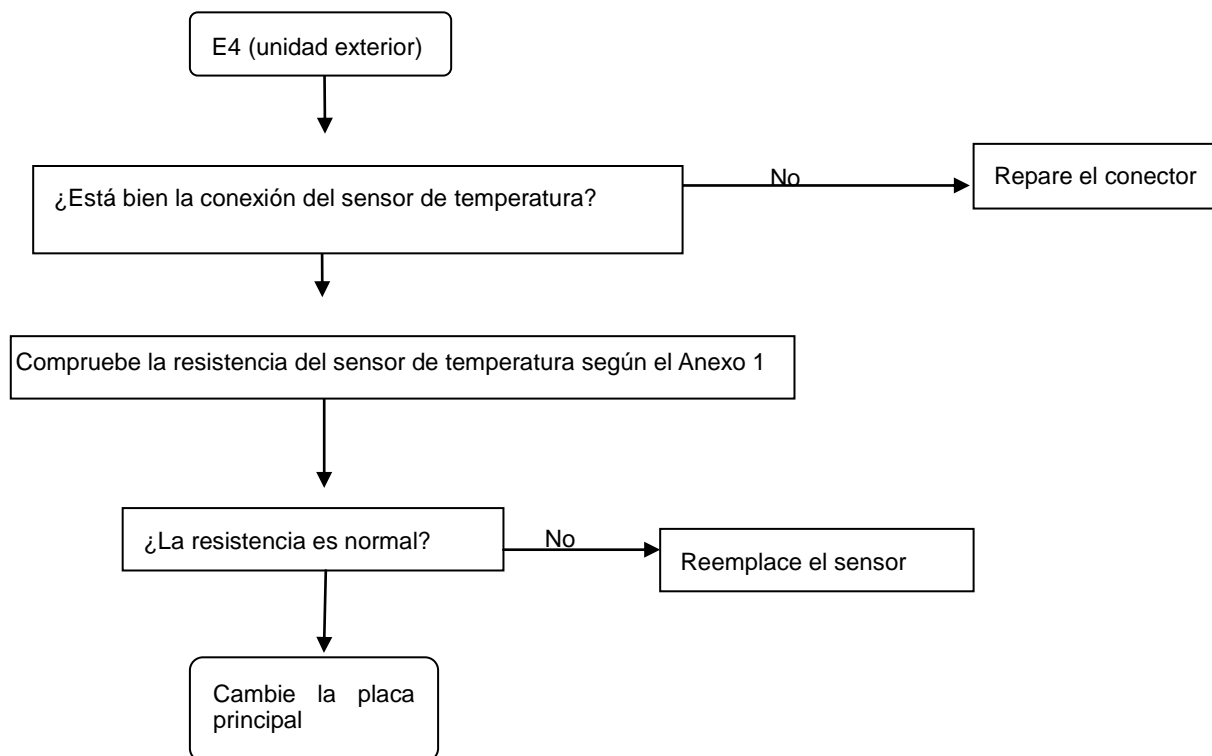 E4 (unidad exterior)
¿Está bien la conexión del sensor de temperatura?
No
Repare el conector
Compruebe la resistencia del sensor de temperatura según el Anexo 1
¿La resistencia es normal?
No
Reemplace el sensor
Cambie la placa
principal